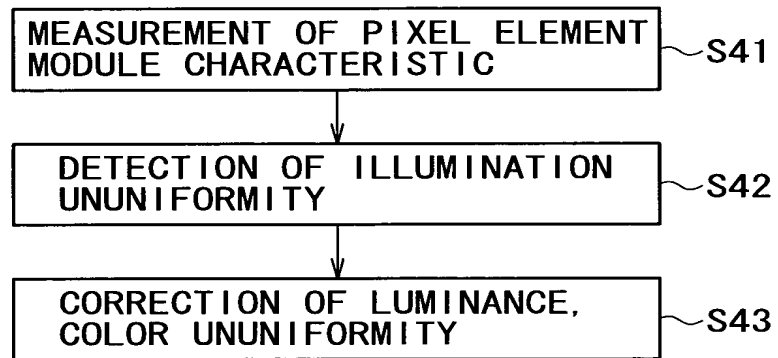 MEASUREMENT OF PIXEL ELEMENT
MODULE CHARACTERISTIC
S41
DETECTION OF ILLUMINATION
UNUNIFORMITY
S42
CORRECTION OF LUMINANCE,
COLOR UNUNIFORMITY
S43